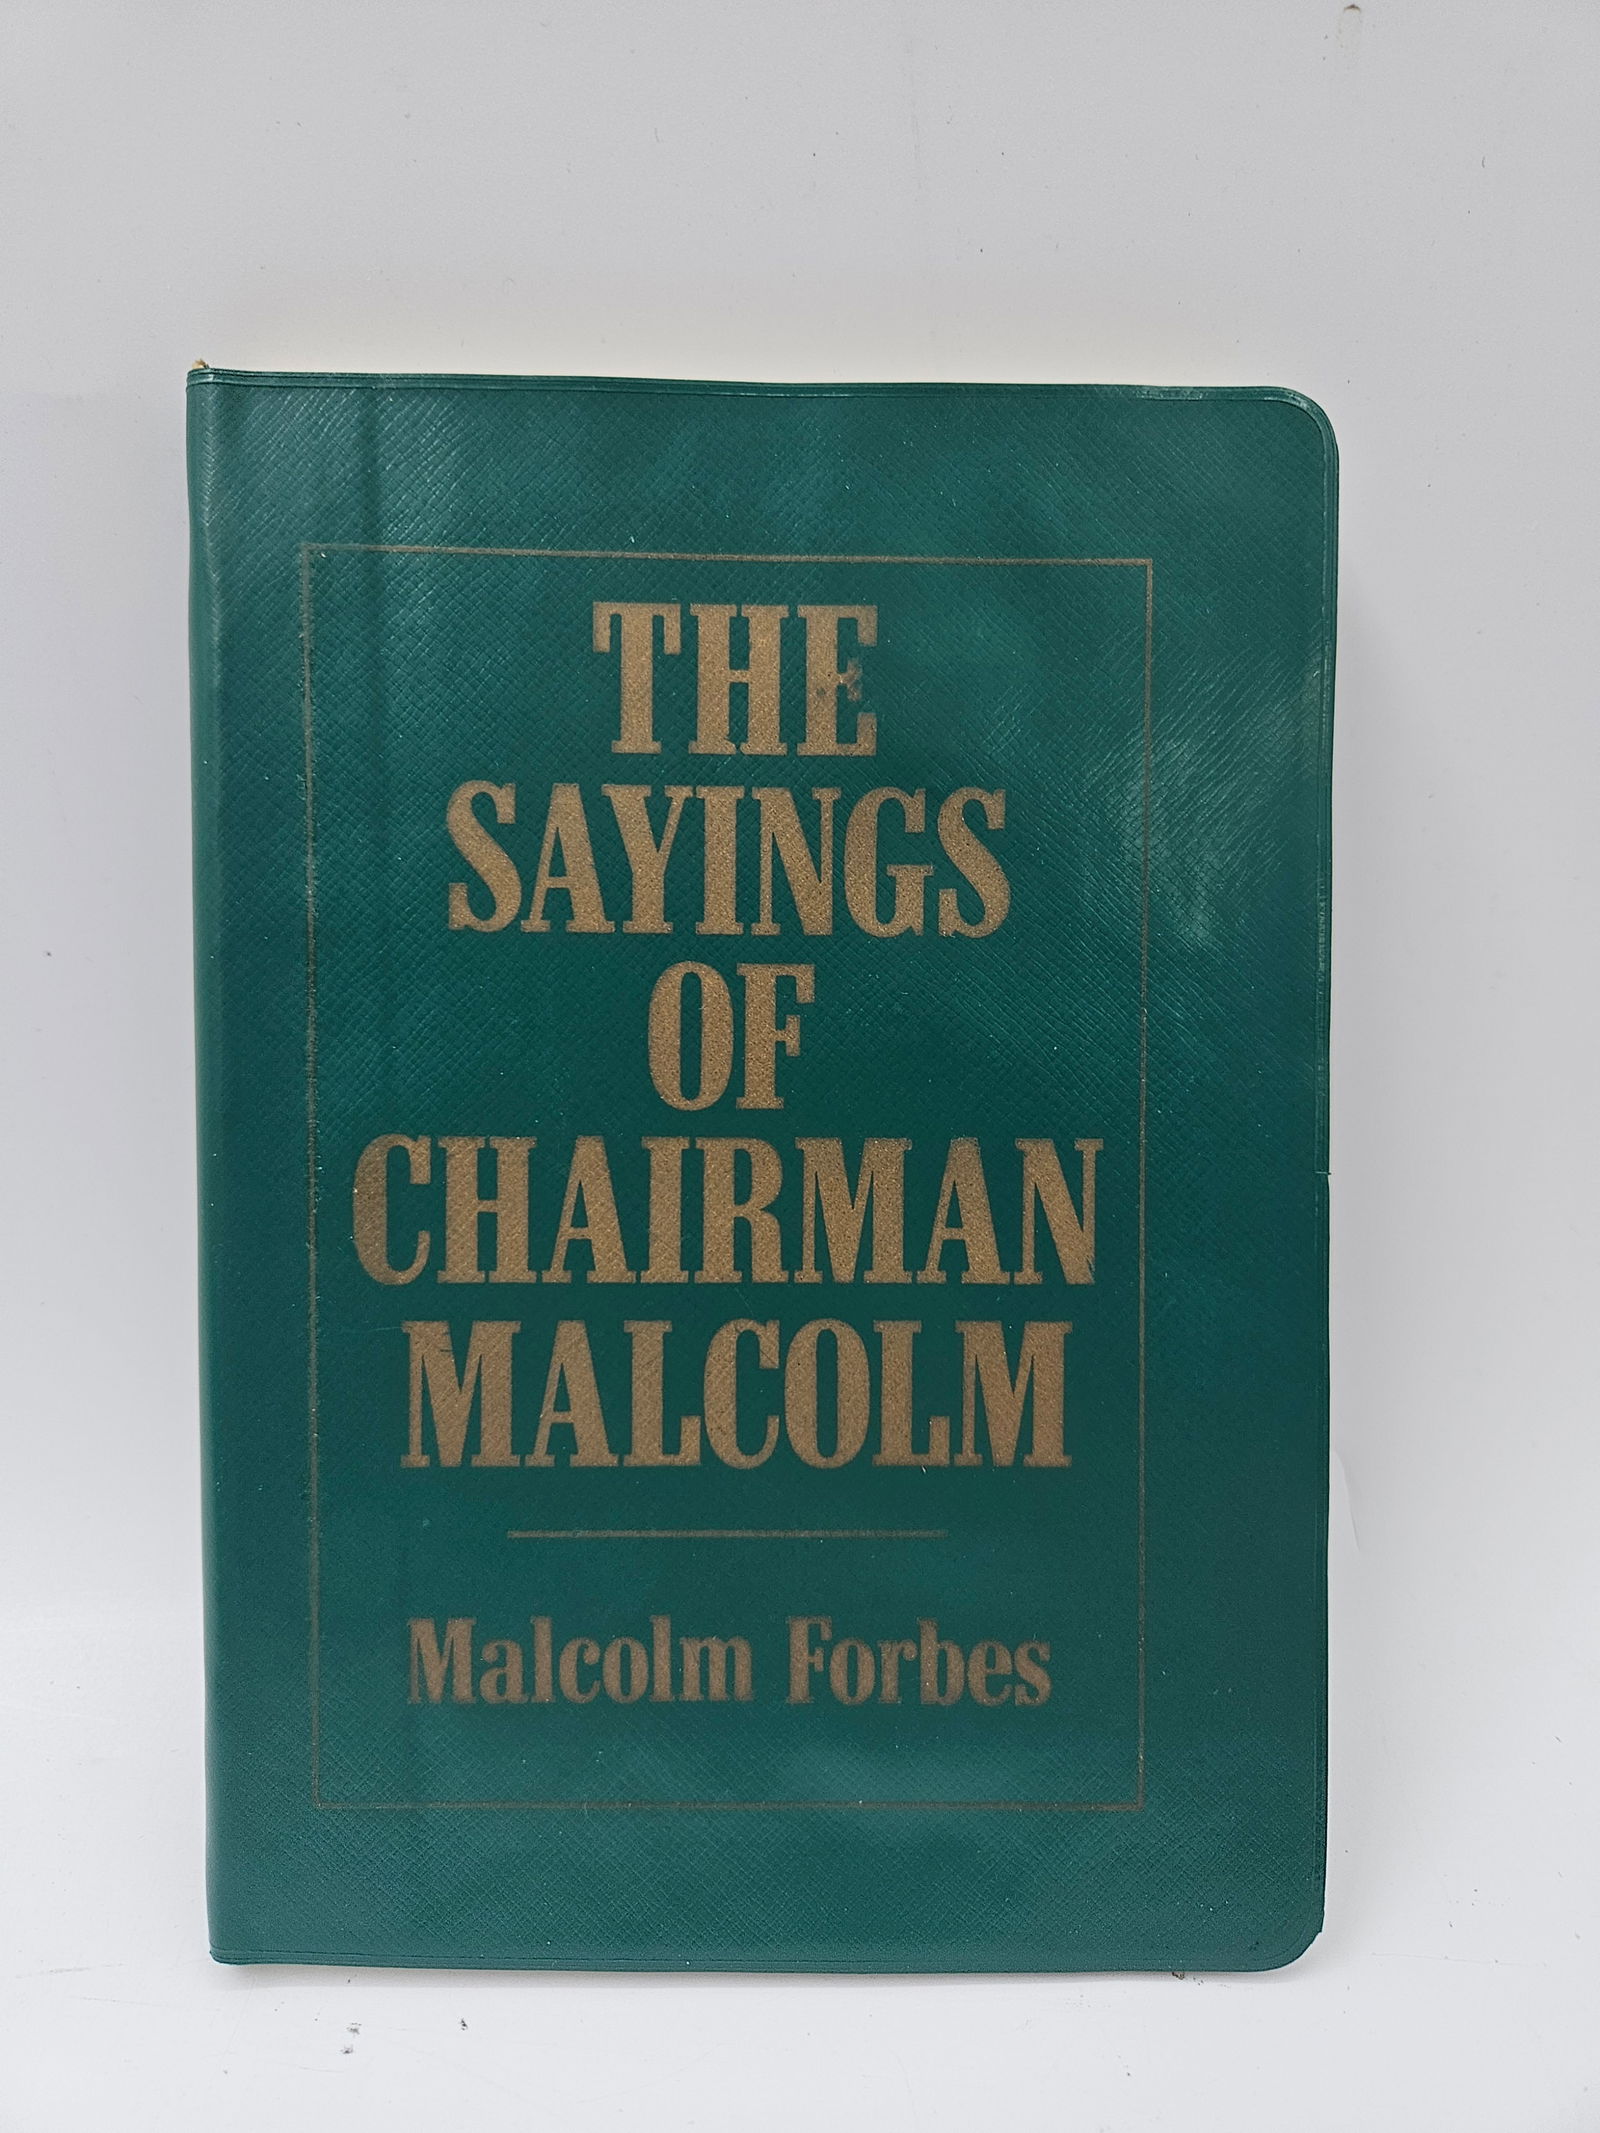 THE
SAYINGS
OF
CHAIRMAN
MALCOLM
Malcolm Forbes